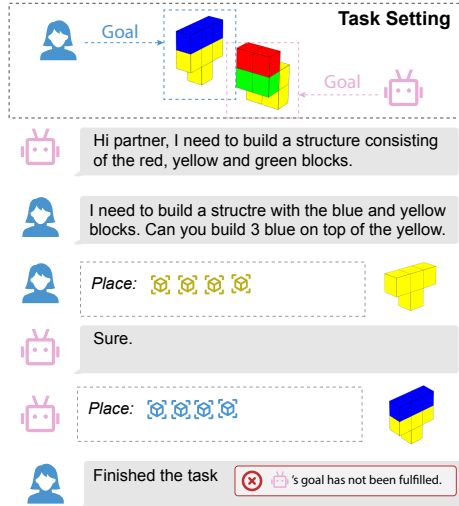 Task Setting
Goal
Goal
Hi partner, I need to build a structure consisting
of the red, yellow and green blocks.
I need to build a structre with the blue and yellow
blocks. Can you build 3 blue on top of the yellow.
Place:
Sure.
Place:
Finished the task
's goal has not been fulfilled.